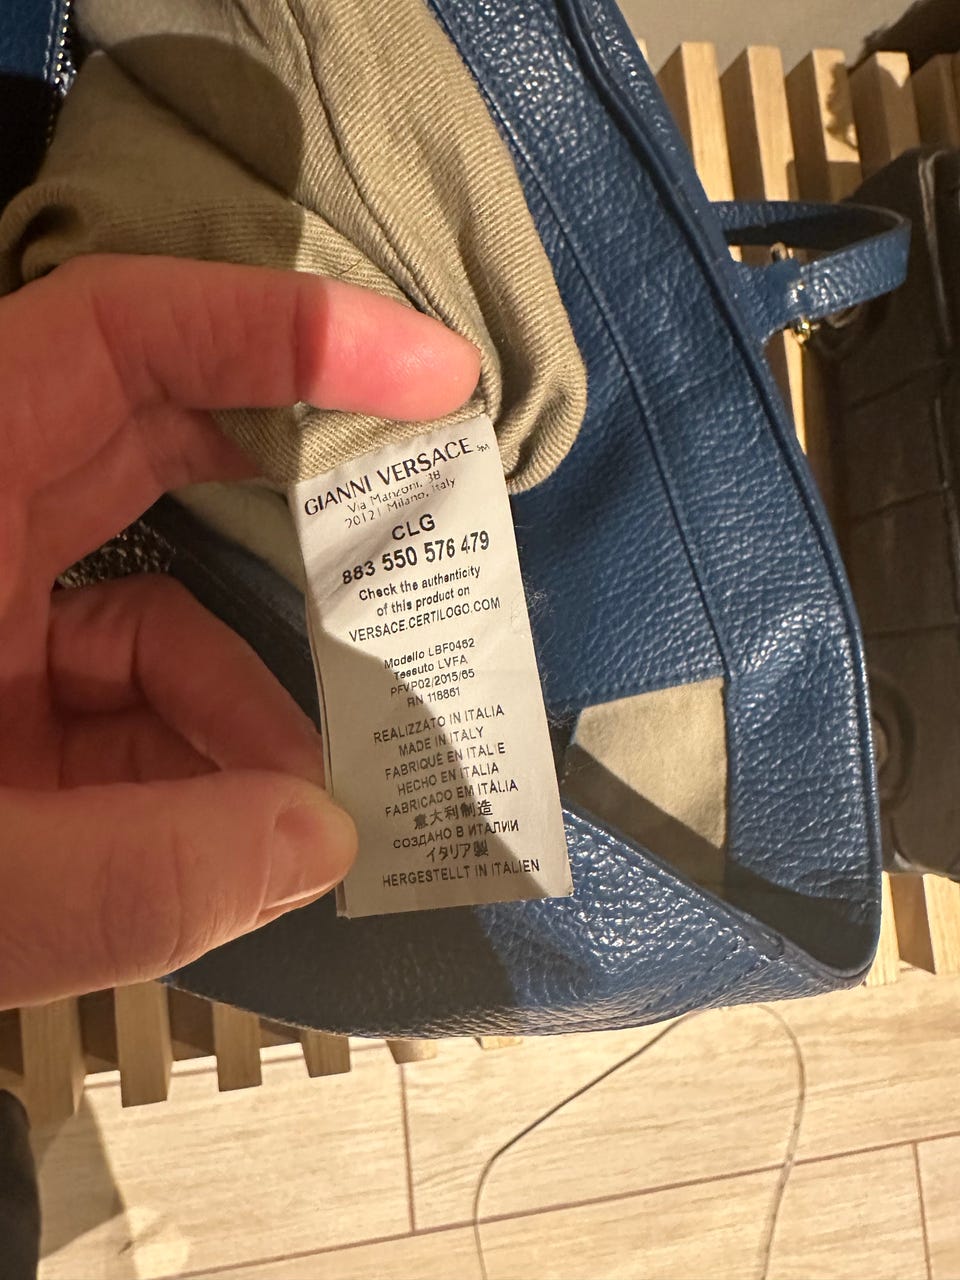 GIANNI VERSACE SM
Via Manzoni, 38
20121 Milano, Italy
CLG
883 550 576 479
Check the authenticity
of this product on
VERSACE.CERTILOGO.COM
Modello LBF0462
Tessuto LVFA
PFVP02/2015/65
RN 118861
REALIZZATO IN ITALIA
MADE IN ITALY
FABRIQUÉ EN ITALIE
HECHO EN ITALIA
FABRICADO EM ITÁLIA
意大利制造
СОЗДАНО В ИТАЛИИ
イタリア製
HERGESTELLT IN ITALIEN